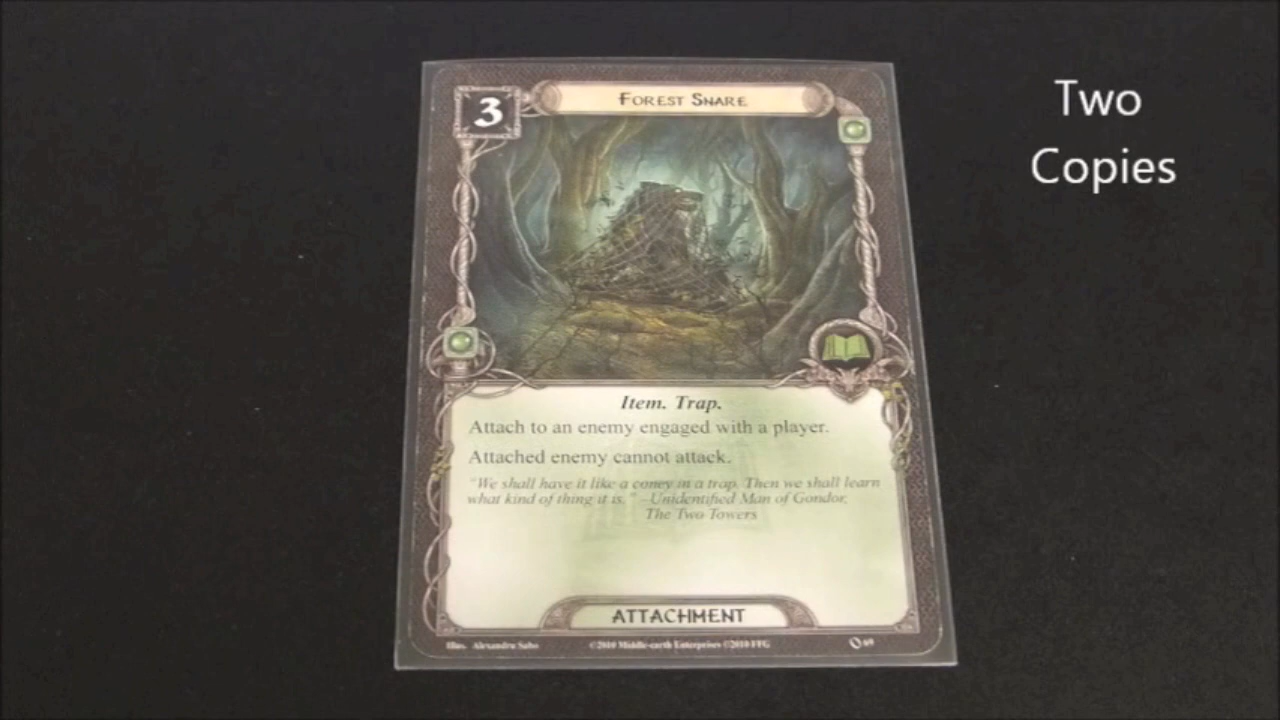 Two
Copies
3
FOREST SNARE
Item. Trap.
Attach to an enemy engaged with a player.
Attached enemy cannot attack.
"We shall have it like a coney in a trap. Then we shall learn
what kind of thing it is." –Unidentified Man of Gondor,
The Two Towers
ATTACHMENT
Illus. Alexandru Sabo
©2010 Middle-earth Enterprises ©2010 FFG
69